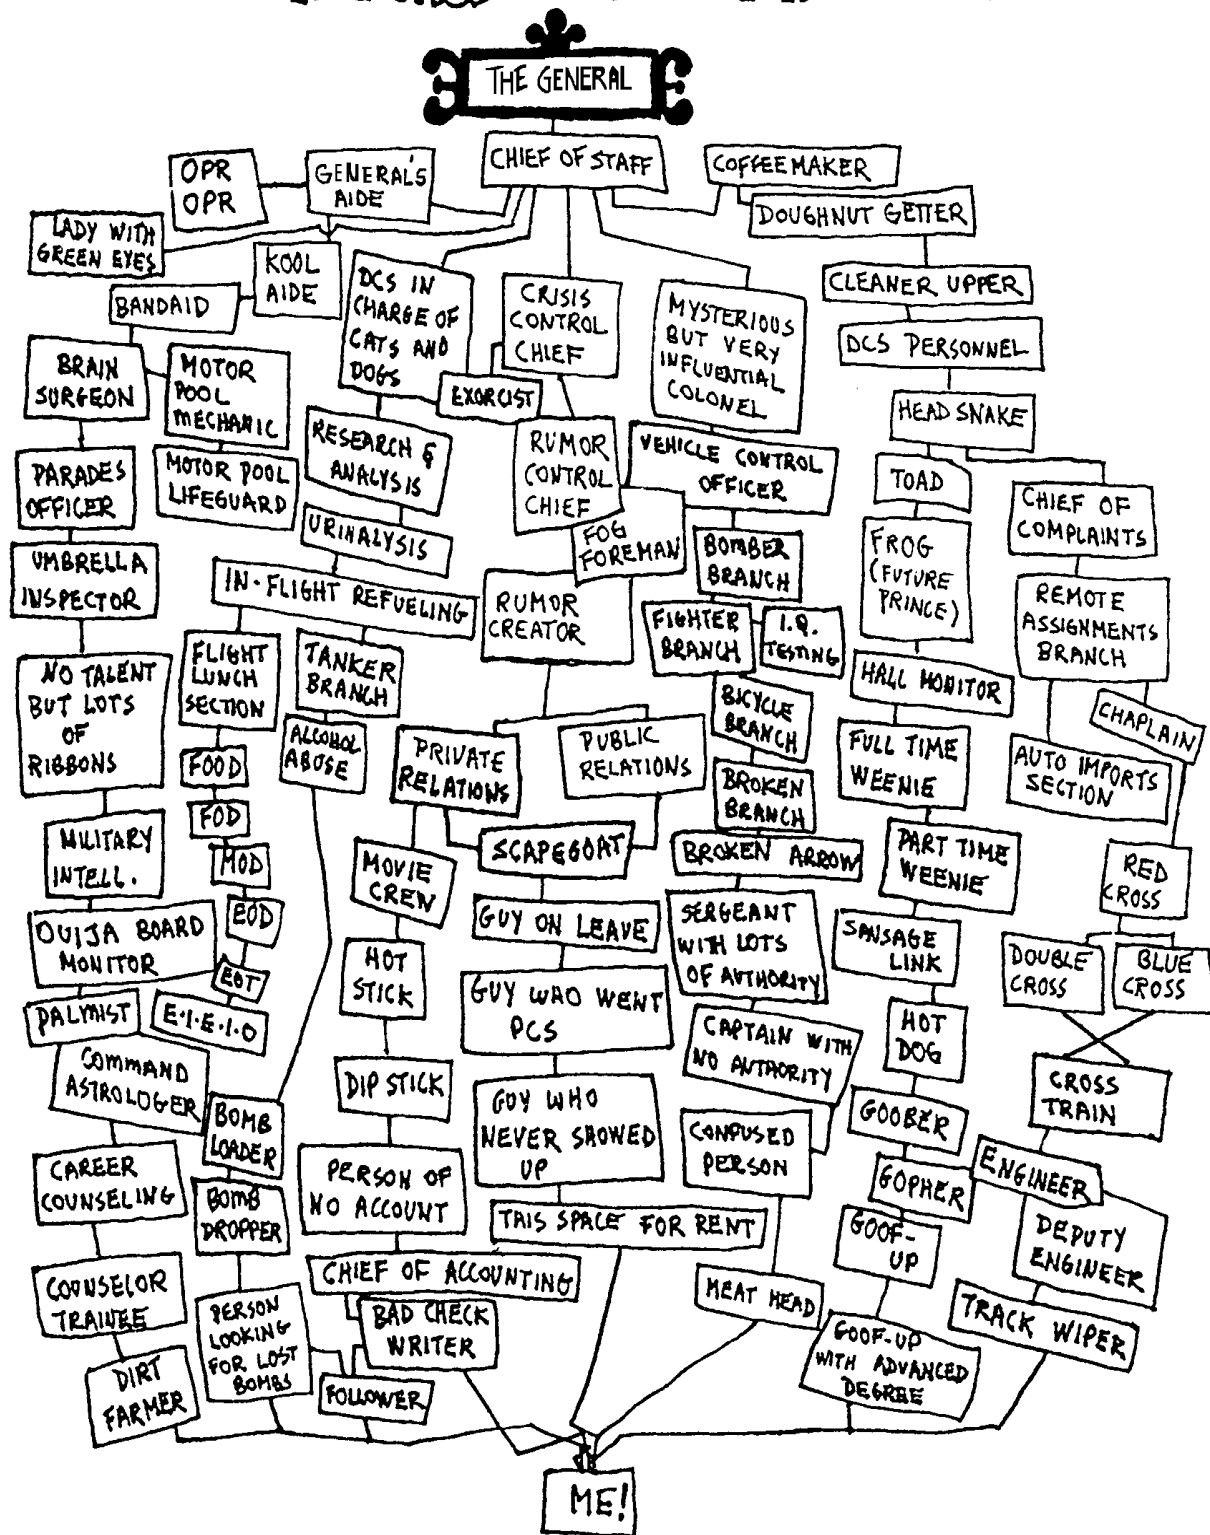 THE GENERAL
CHIEF OF STAFF
OPR
OPR
GENERAL'S
AIDE
COFFEEMAKER
DOUGHNUT GETTER
LADY WITH
GREEN EYES
KOOL
AIDE
BANDAID
DCS IN
CHARGE OF
CATS AND
DOGS
CRISIS
CONTROL
CHIEF
EXORCIST
MYSTERIOUS
BUT VERY
INFLUENTIAL
COLONEL
CLEANER UPPER
DCS PERSONNEL
HEAD SNAKE
BRAIN
SURGEON
MOTOR
POOL
MECHANIC
RESEARCH &
ANALYSIS
RUMOR
CONTROL
CHIEF
VEHICLE CONTROL
OFFICER
TOAD
CHIEF OF
COMPLAINTS
PARADES
OFFICER
MOTOR POOL
LIFEGUARD
URINALYSIS
FOG
FOREMAN
BOMBER
BRANCH
FROG
(FUTURE
PRINCE)
UMBRELLA
INSPECTOR
IN-FLIGHT REFUELING
RUMOR
CREATOR
FIGHTER
BRANCH
I.Q.
TESTING
REMOTE
ASSIGNMENTS
BRANCH
NO TALENT
BUT LOTS
OF
RIBBONS
FLIGHT
LUNCH
SECTION
TANKER
BRANCH
BICYCLE
BRANCH
HALL MONITOR
CHAPLAIN
ALCOHOL
ABUSE
PRIVATE
RELATIONS
PUBLIC
RELATIONS
BROKEN
BRANCH
FULL TIME
WEENIE
AUTO IMPORTS
SECTION
FOOD
FOD
MOD
EOD
EOT
E·I·E·I·O
MILITARY
INTELL.
MOVIE
CREW
SCAPEGOAT
BROKEN ARROW
PART TIME
WEENIE
RED
CROSS
OUIJA BOARD
MONITOR
HOT
STICK
GUY ON LEAVE
SERGEANT
WITH LOTS
OF AUTHORITY
SANSAGE
LINK
DOUBLE
CROSS
BLUE
CROSS
PALMIST
GUY WHO WENT
PCS
CAPTAIN WITH
NO AUTHORITY
HOT
DOG
COMMAND
ASTROLOGER
DIP STICK
CROSS
TRAIN
BOMB
LOADER
GUY WHO
NEVER SHOWED
UP
CONFUSED
PERSON
GOOBER
CAREER
COUNSELING
BOMB
DROPPER
PERSON OF
NO ACCOUNT
THIS SPACE FOR RENT
GOPHER
ENGINEER
GOOF-
UP
DEPUTY
ENGINEER
COUNSELOR
TRAINEE
PERSON
LOOKING
FOR LOST
BOMBS
CHIEF OF ACCOUNTING
BAD CHECK
WRITER
MEAT HEAD
GOOF-UP
WITH ADVANCED
DEGREE
TRACK WIPER
DIRT
FARMER
FOLLOWER
ME!